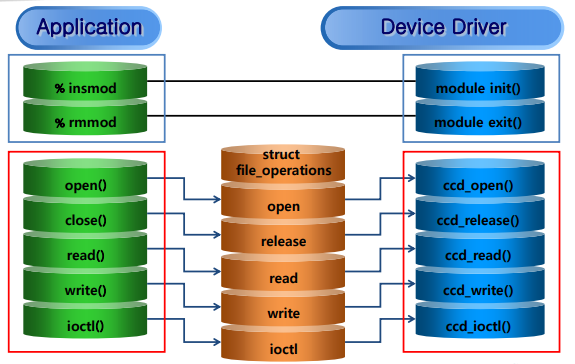 Application
Device Driver
% insmod
module init()
% rmmod
module exit()
struct
file_operations
open()
open
ccd_open()
close()
release
ccd_release()
read()
read
ccd_read()
write()
write
ccd_write()
ioctl()
ioctl
ccd_ioctl()